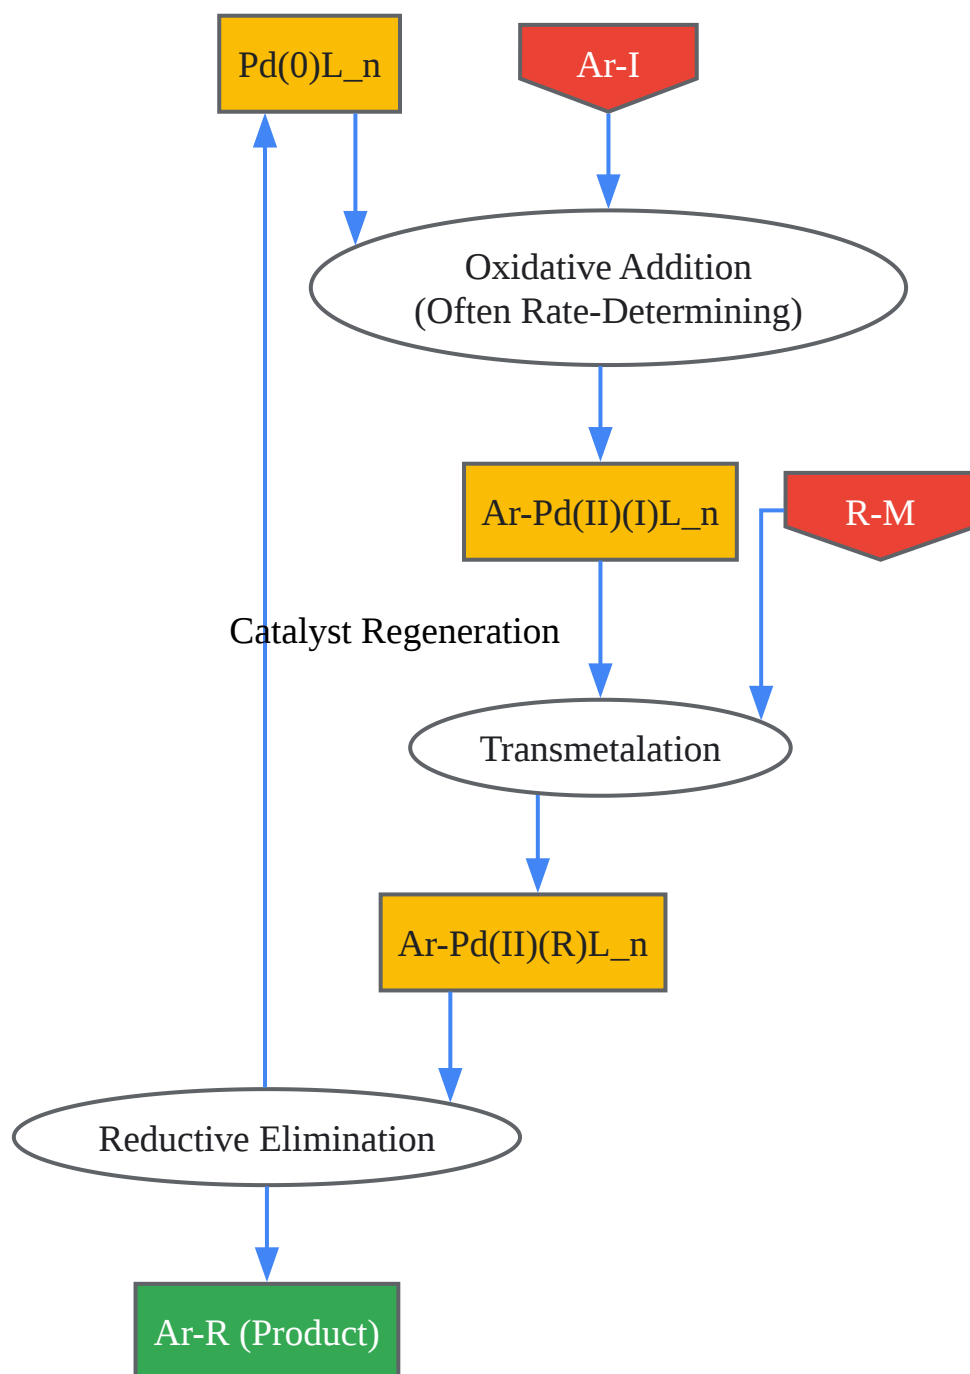 Pd(0)L_n
Ar-I
Oxidative Addition
(Often Rate-Determining)
Ar-Pd(II)(I)L_n
R-M
Catalyst Regeneration
Transmetalation
Ar-Pd(II)(R)L_n
Reductive Elimination
Ar-R (Product)